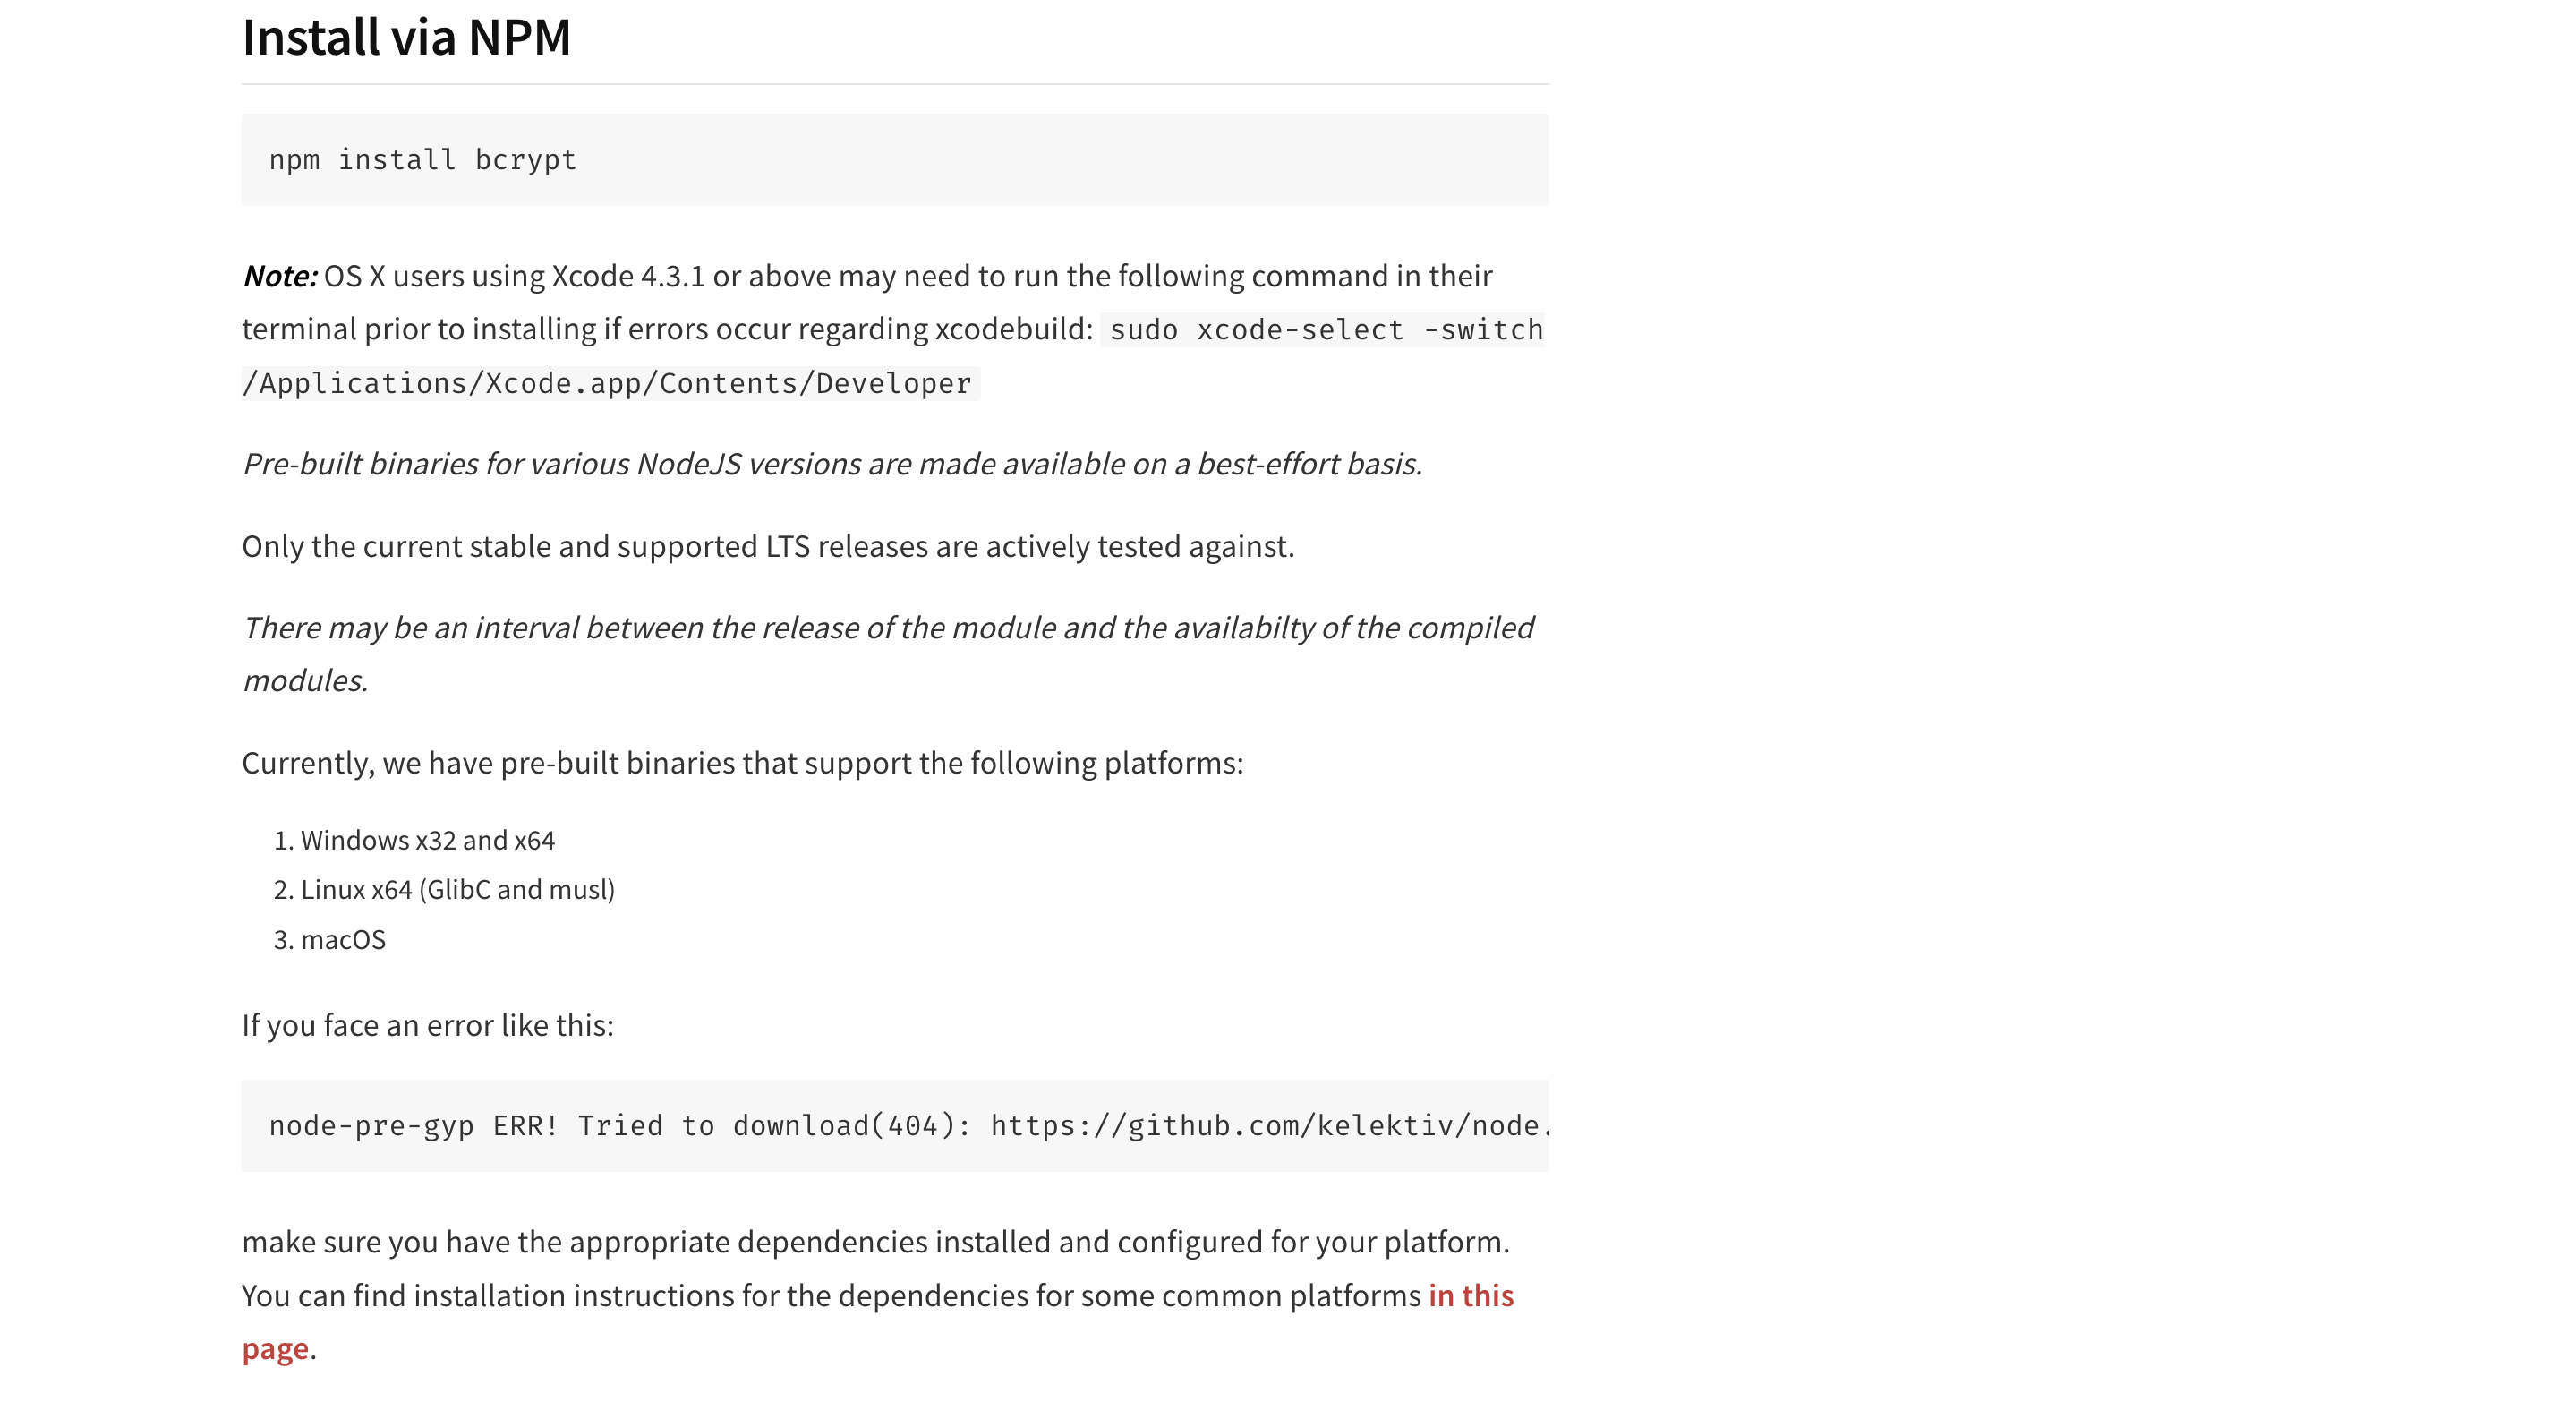 Install via NPM
npm install bcrypt
Note: OS X users using Xcode 4.3.1 or above may need to run the following command in their
terminal prior to installing if errors occur regarding xcodebuild: sudo xcode-select -switch
/Applications/Xcode.app/Contents/Developer
Pre-built binaries for various NodeJS versions are made available on a best-effort basis.
Only the current stable and supported LTS releases are actively tested against.
There may be an interval between the release of the module and the availabilty of the compiled
modules.
Currently, we have pre-built binaries that support the following platforms:
1. Windows x32 and x64
2. Linux x64 (GlibC and musl)
3. macOS
If you face an error like this:
node-pre-gyp ERR! Tried to download(404): https://github.com/kelektiv/node.
make sure you have the appropriate dependencies installed and configured for your platform.
You can find installation instructions for the dependencies for some common platforms in this
page.